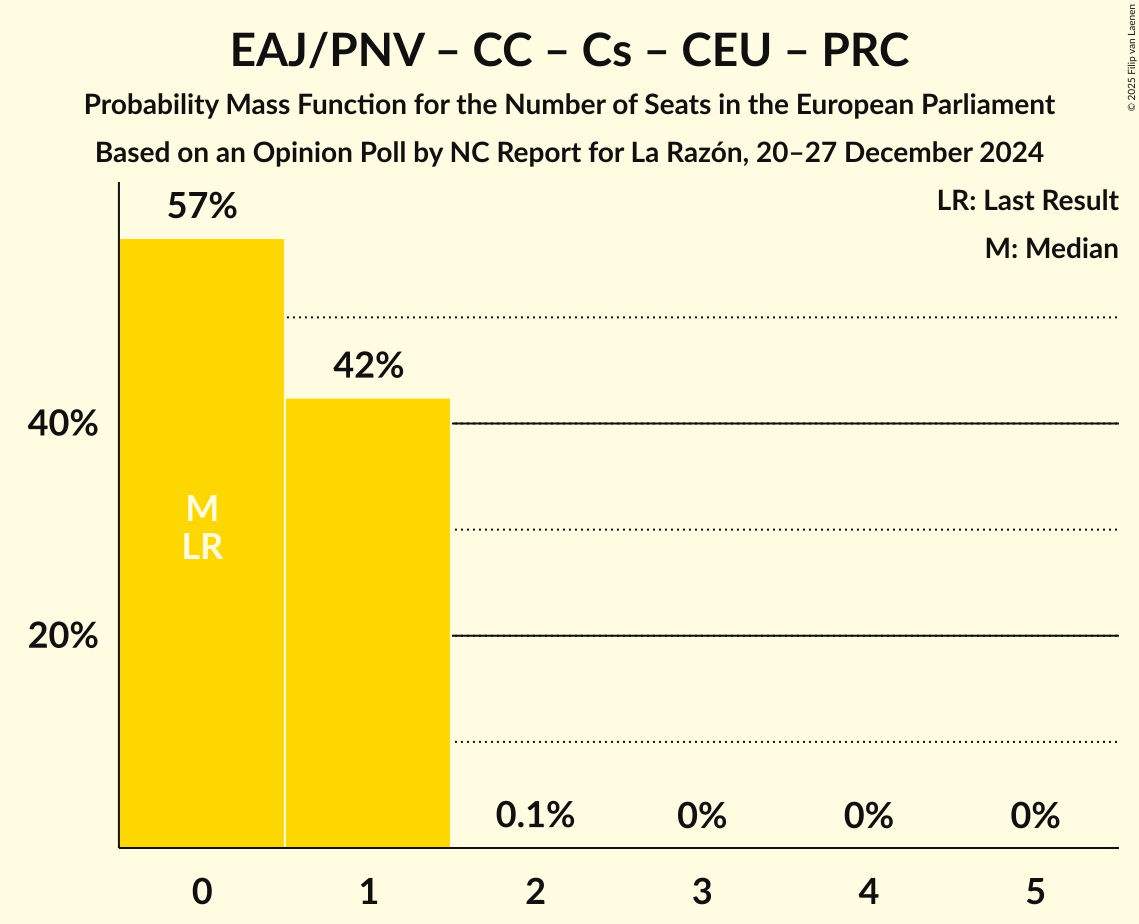 EAJ/PNV – CC – Cs – CEU – PRC
Probability Mass Function for the Number of Seats in the European Parliament
Based on an Opinion Poll by NC Report for La Razón, 20–27 December 2024
© 2025 Filip van Laenen
LR: Last Result
M: Median
57%
42%
40%
M
LR
20%
0.1%
0%
0%
0%
0
1
2
3
4
5